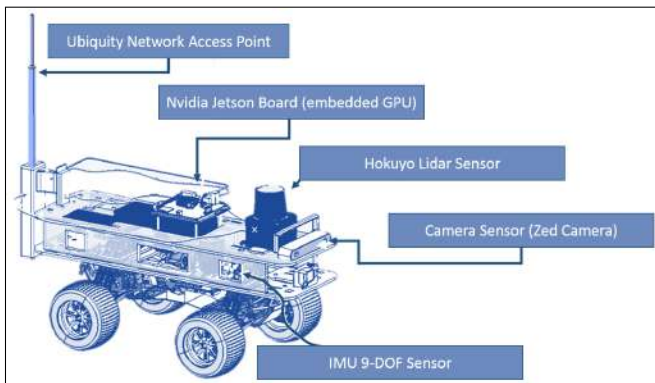 Ubiquity Network Access Point
Nvidia Jetson Board (embedded GPU)
Hokuyo Lidar Sensor
Camera Sensor (Zed Camera)
IMU 9-DOF Sensor